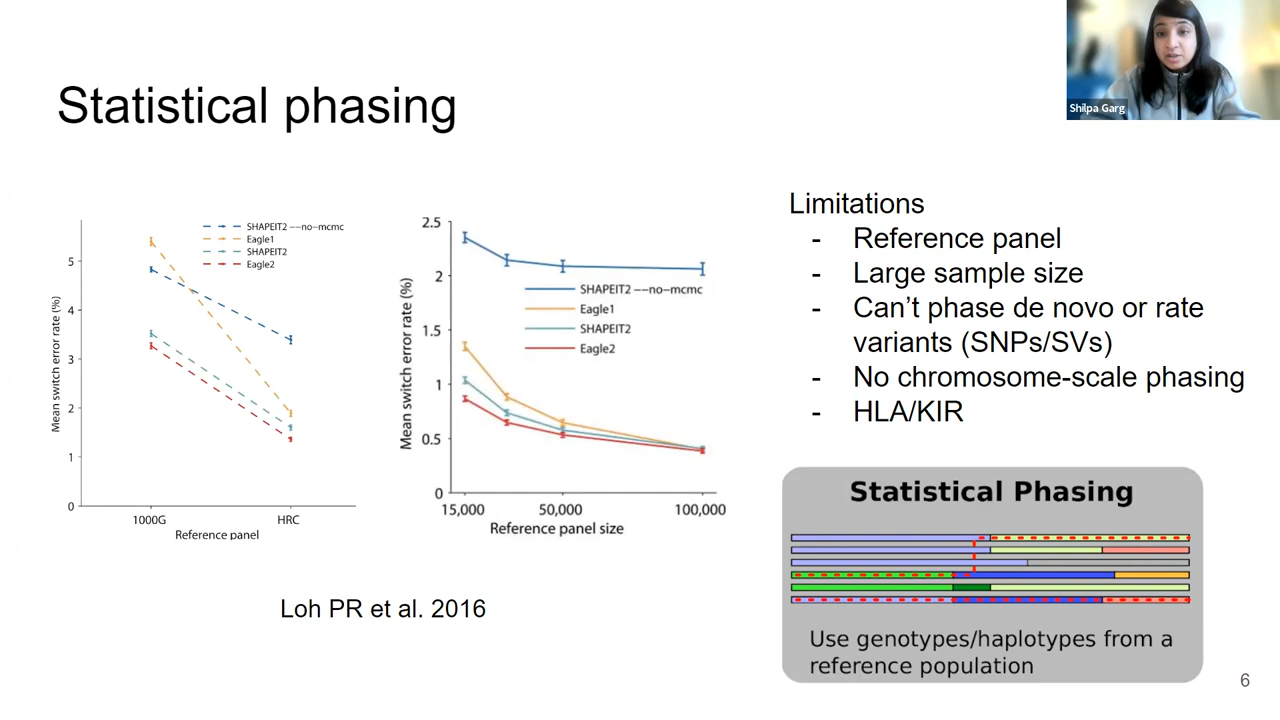 Shilpa Garg
Statistical phasing
SHAPEIT2 --no-mcmc
Eagle1
SHAPEIT2
Eagle2
Mean switch error rate (%)
5
4
3
2
1
0
1000G
HRC
Reference panel
2.5
2
1.5
1
0.5
0
Mean switch error rate (%)
SHAPEIT2 --no-mcmc
Eagle1
SHAPEIT2
Eagle2
15,000
50,000
100,000
Reference panel size
Loh PR et al. 2016
Limitations
- Reference panel
- Large sample size
- Can't phase de novo or rate
variants (SNPs/SVs)
- No chromosome-scale phasing
- HLA/KIR
Statistical Phasing
Use genotypes/haplotypes from a
reference population
6